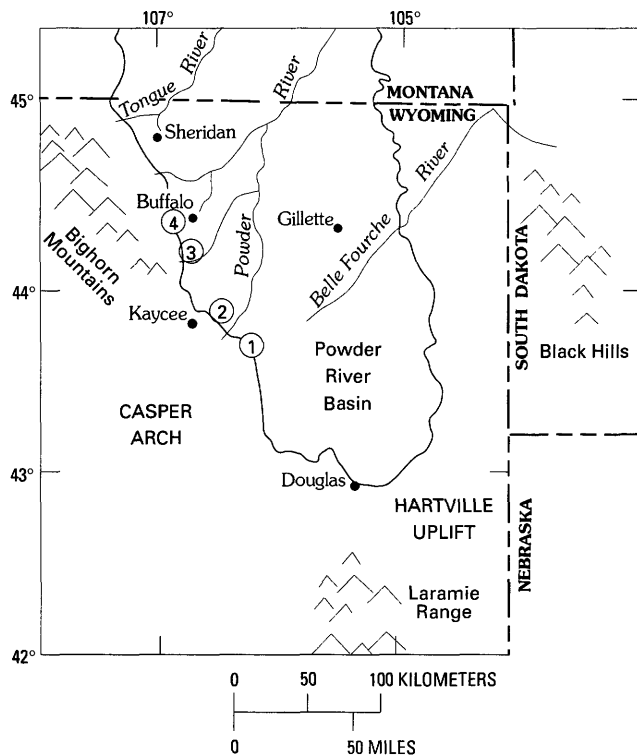 107°
105°
River
River
45°
Tongue
MONTANA
WYOMING
Sheridan
River
Buffalo
4
Gillette
3
Powder
Belle Fourche
Bighorn
Mountains
44°
2
Kaycee
1
SOUTH DAKOTA
Black Hills
Powder
River
Basin
CASPER
ARCH
43°
Douglas
HARTVILLE
UPLIFT
NEBRASKA
Laramie
Range
42°
0 50 100 KILOMETERS
0 50 MILES